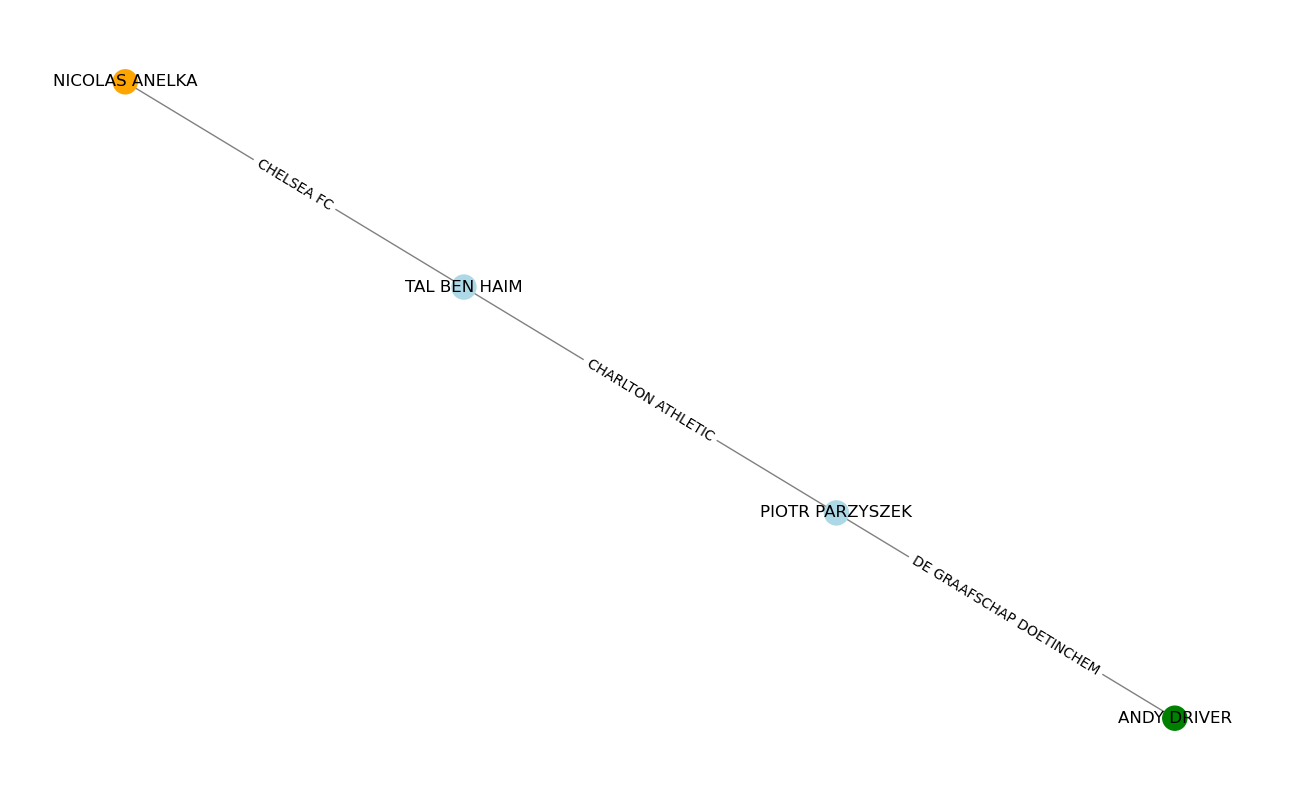 NICOLAS ANELKA
CHELSEA FC
TAL BEN HAIM
CHARLTON ATHLETIC
PIOTR PARZYSZEK
DE GRAAFSCHAP DOETINCHEM
ANDY DRIVER